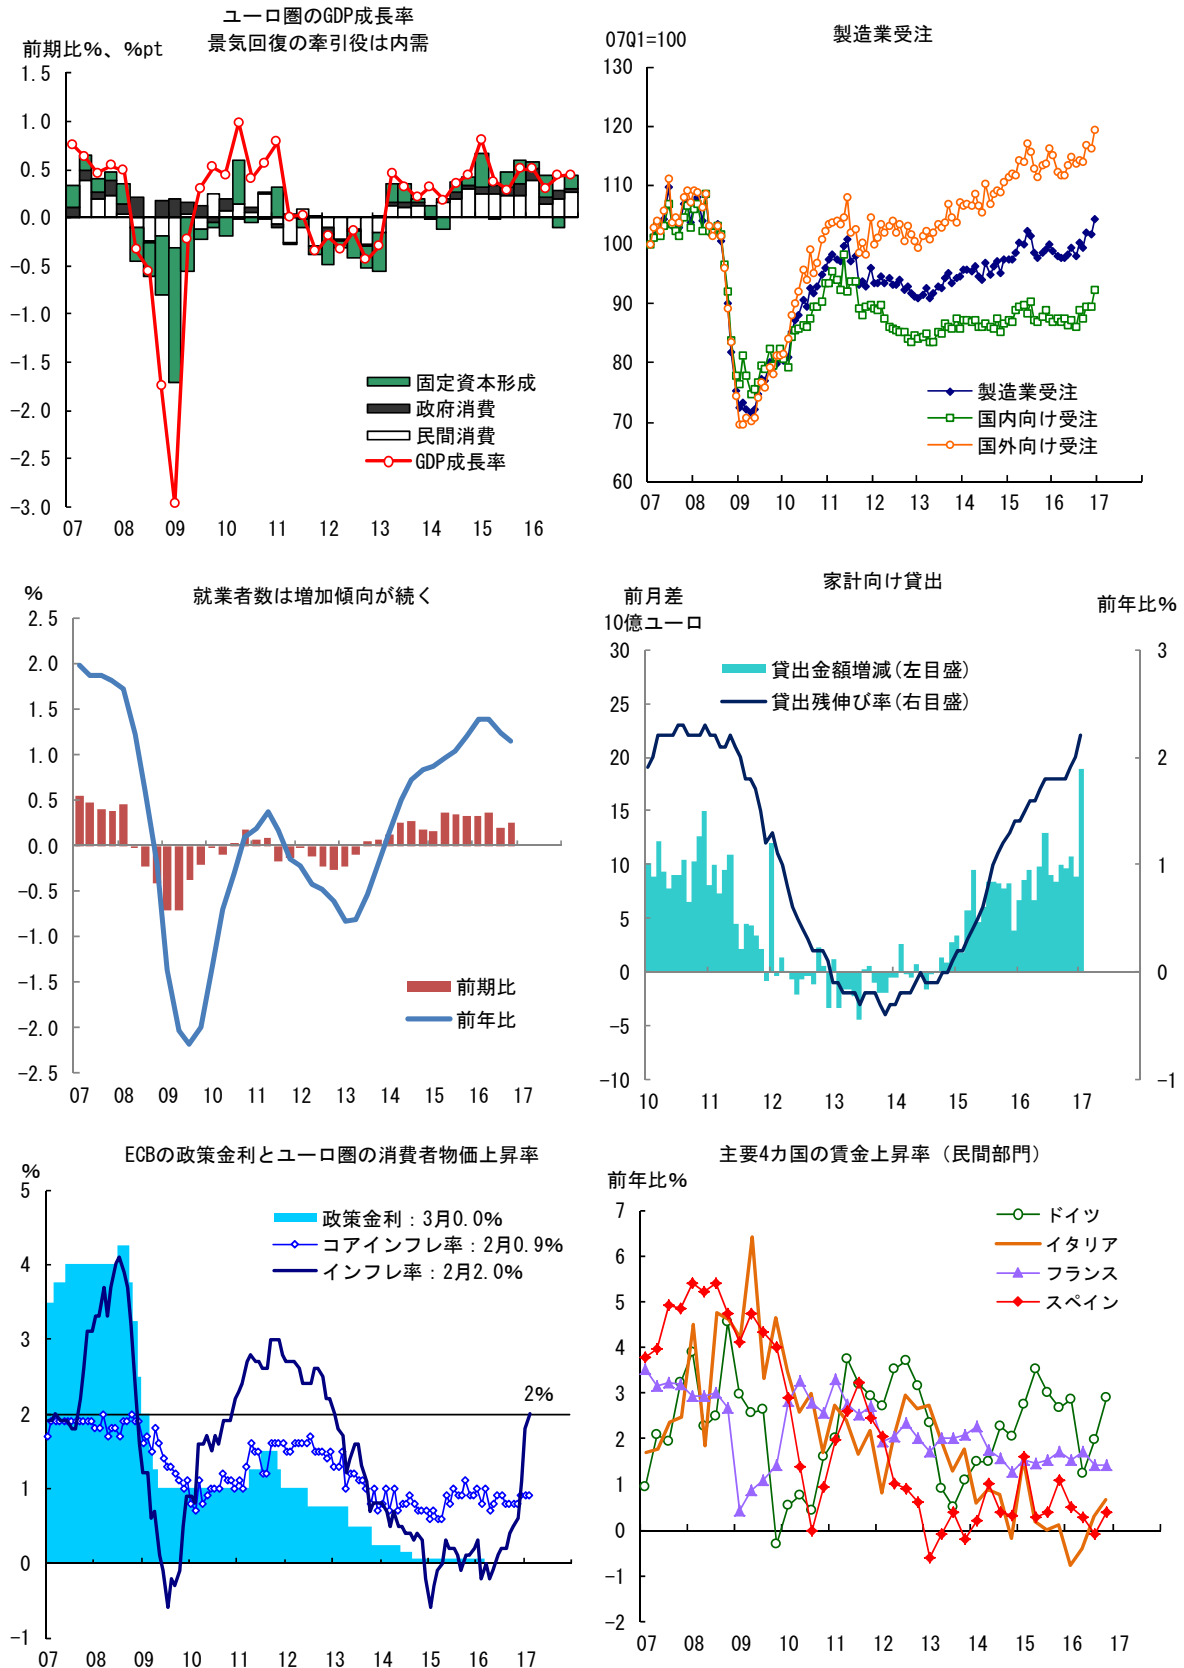 ユーロ圏のGDP成長率
景気回復の牽引役は内需
前期比%、%pt
1.5
1.0
0.5
0.0
-0.5
-1.0
-1.5
-2.0
-2.5
-3.0
固定資本形成
政府消費
民間消費
GDP成長率
07 08 09 10 11 12 13 14 15 16
製造業受注
07Q1=100
130
120
110
100
90
80
70
60
製造業受注
国内向け受注
国外向け受注
07 08 09 10 11 12 13 14 15 16 17
就業者数は増加傾向が続く
%
2.5
2.0
1.5
1.0
0.5
0.0
-0.5
-1.0
-1.5
-2.0
-2.5
前期比
前年比
07 08 09 10 11 12 13 14 15 16 17
家計向け貸出
前月差
10億ユーロ
前年比%
30 3
貸出金額増減(左目盛)
貸出残伸び率(右目盛)
25
20 2
15
10 1
5
0 0
-5
-10 -1
10 11 12 13 14 15 16 17
ECBの政策金利とユーロ圏の消費者物価上昇率
%
5
政策金利：3月0.0%
コアインフレ率：2月0.9%
インフレ率：2月2.0%
4
3
2%
2
1
0
-1
07 08 09 10 11 12 13 14 15 16 17
主要4カ国の賃金上昇率（民間部門）
前年比%
7
6
5
4
3
2
1
0
-1
-2
ドイツ
イタリア
フランス
スペイン
07 08 09 10 11 12 13 14 15 16 17